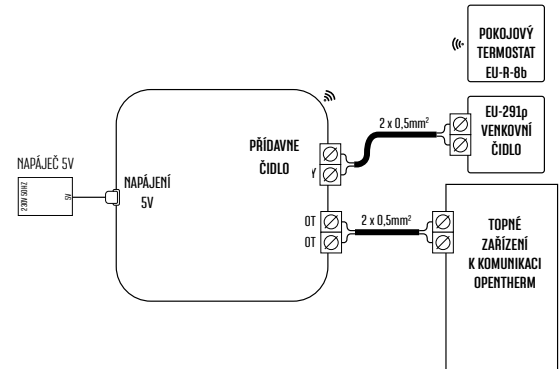 POKOJOVÝ
TERMOSTAT
EU-R-8b
2 x 0,5mm²
EU-291p
VENKOVNÍ
ČIDLO
PŘÍDAVNE
ČIDLO
Y
NAPÁJEČ 5V
230V 50HZ
5V
NAPÁJENÍ
5V
OT
OT
2 x 0,5mm²
TOPNÉ
ZAŘÍZENÍ
K KOMUNIKACI
OPENTHERM